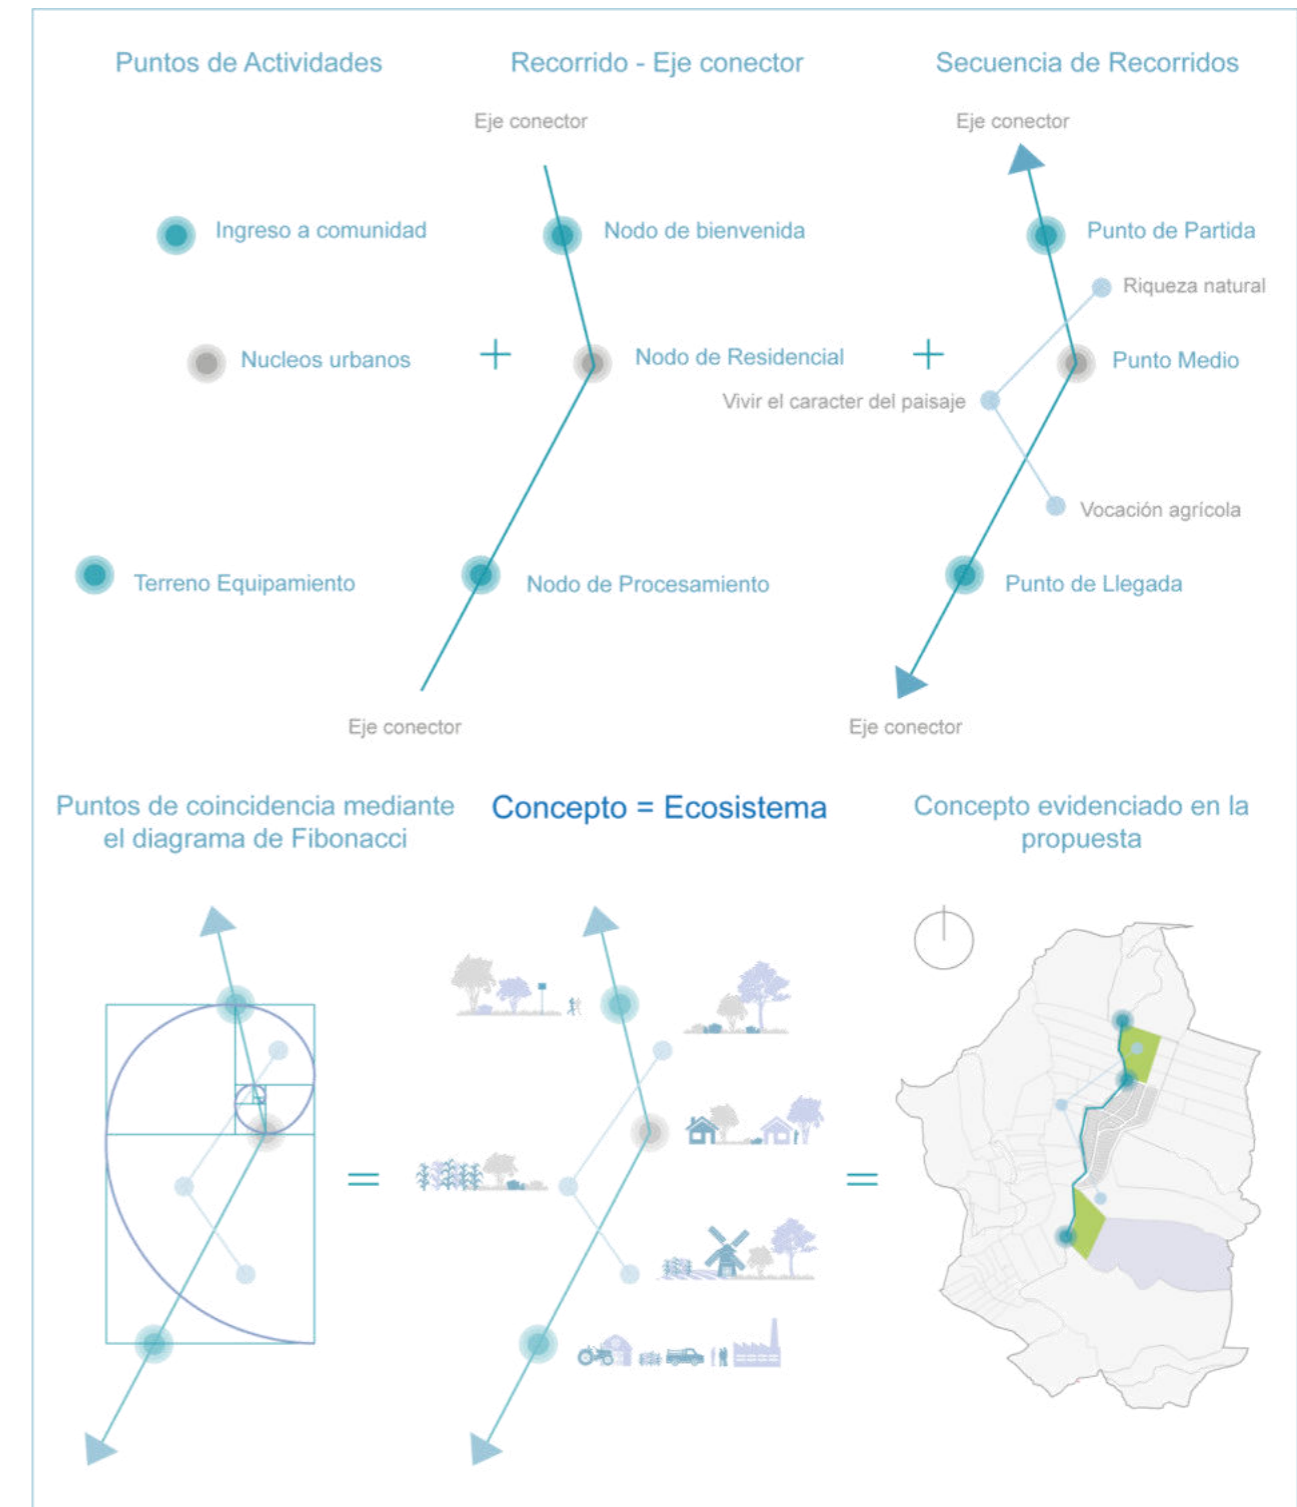 Puntos de Actividades
Recorrido - Eje conector
Secuencia de Recorridos
Eje conector
Eje conector
Ingreso a comunidad
Nodo de bienvenida
Punto de Partida
Riqueza natural
Nucleos urbanos
Nodo de Residencial
Punto Medio
Vivir el caracter del paisaje
Vocación agrícola
Terreno Equipamiento
Nodo de Procesamiento
Punto de Llegada
Eje conector
Eje conector
Puntos de coincidencia mediante
el diagrama de Fibonacci
Concepto = Ecosistema
Concepto evidenciado en la
propuesta